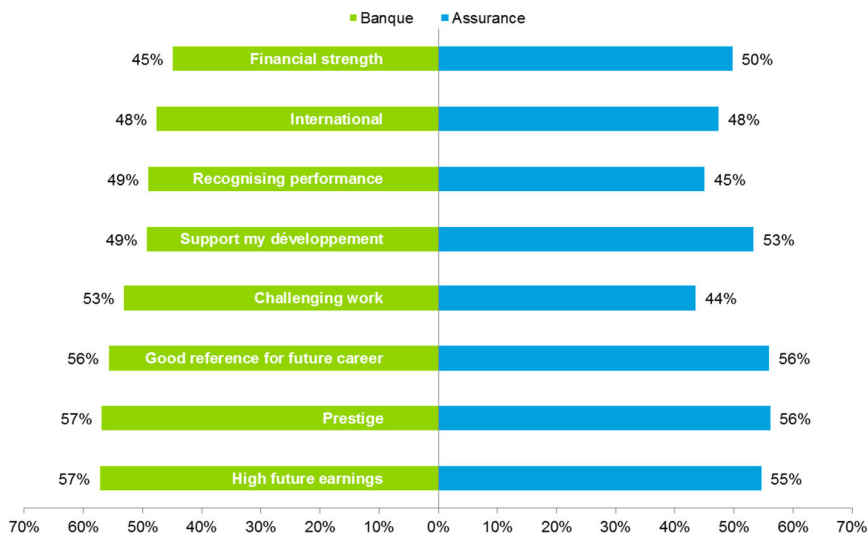 Banque Assurance
45% Financial strength 50%
48% International 48%
49% Recognising performance 45%
49% Support my développement 53%
53% Challenging work 44%
56% Good reference for future career 56%
57% Prestige 56%
57% High future earnings 55%
70% 60% 50% 40% 30% 20% 10% 0% 10% 20% 30% 40% 50% 60% 70%